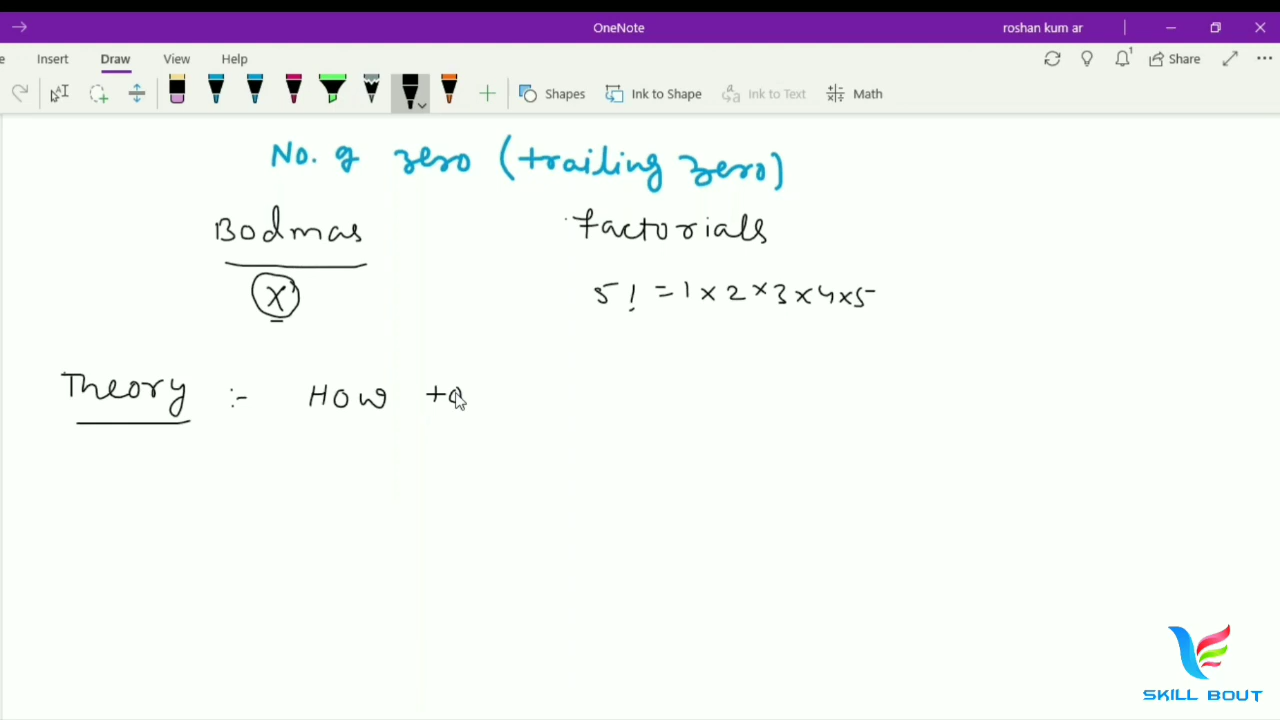 OneNote
roshan kum ar
Insert Draw View Help
Share
Shapes Ink to Shape Ink to Text Math
No. of zero (trailing zero)
Bodmas
Factorials
x
5! = 1 x 2 x 3 x 4 x 5
Theory :- How to
SKILL BOUT